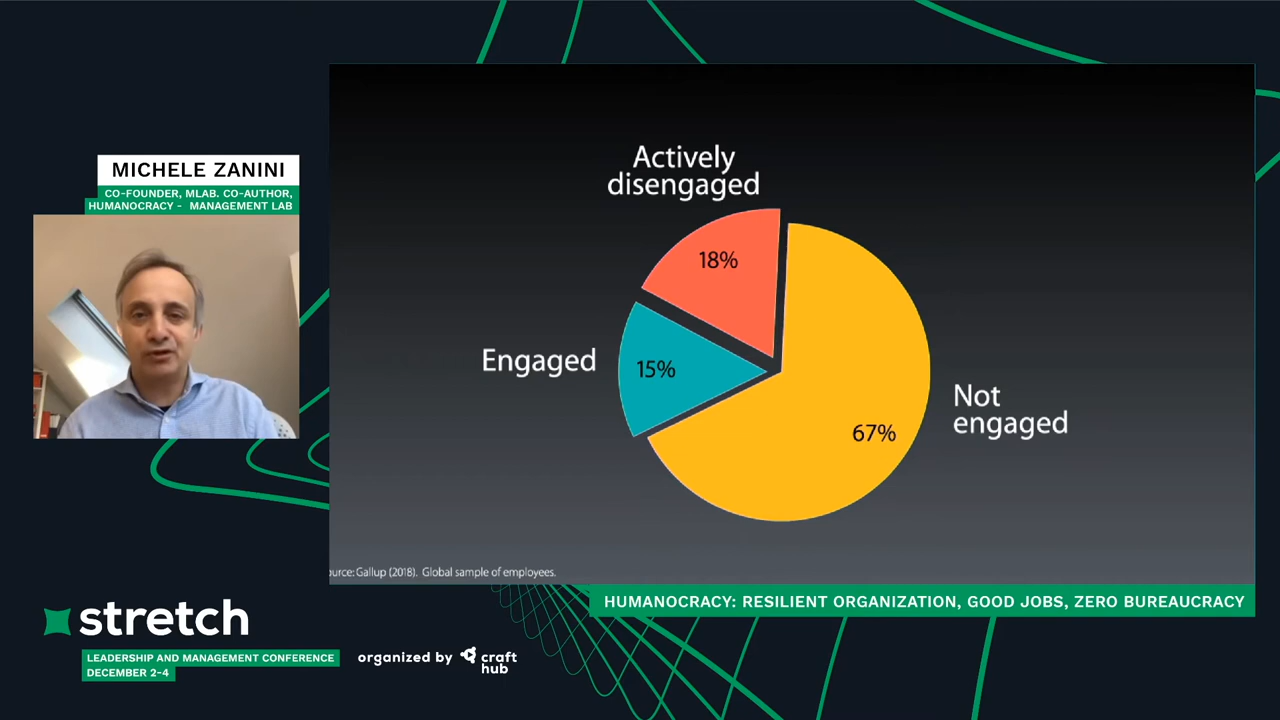 MICHELE ZANINI
CO-FOUNDER, MLAB. CO-AUTHOR,
HUMANOCRACY - MANAGEMENT LAB
Actively
disengaged
18%
Engaged
15%
Not
engaged
67%
urce: Gallup (2018). Global sample of employees.
HUMANOCRACY: RESILIENT ORGANIZATION, GOOD JOBS, ZERO BUREAUCRACY
stretch
LEADERSHIP AND MANAGEMENT CONFERENCE
DECEMBER 2-4
organized by
craft
hub